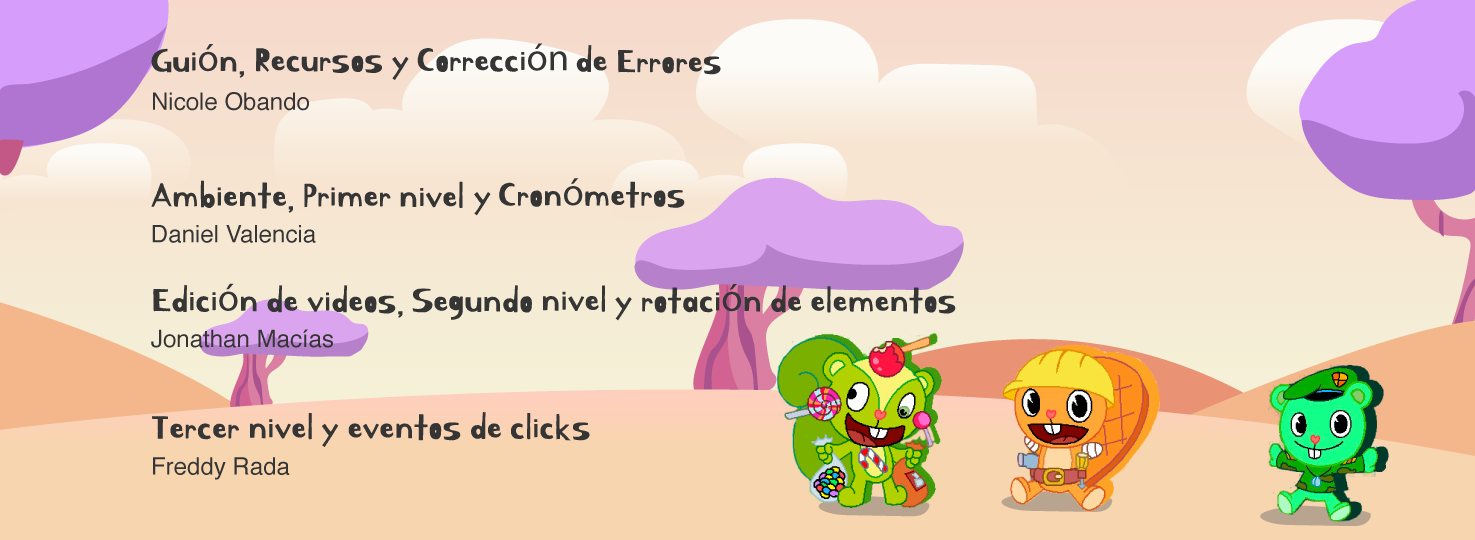 Guión, Recursos y Corrección de Errores
Nicole Obando
Ambiente, Primer nivel y Cronómetros
Daniel Valencia
Edición de videos, Segundo nivel y rotación de elementos
Jonathan Macías
Tercer nivel y eventos de clicks
Freddy Rada